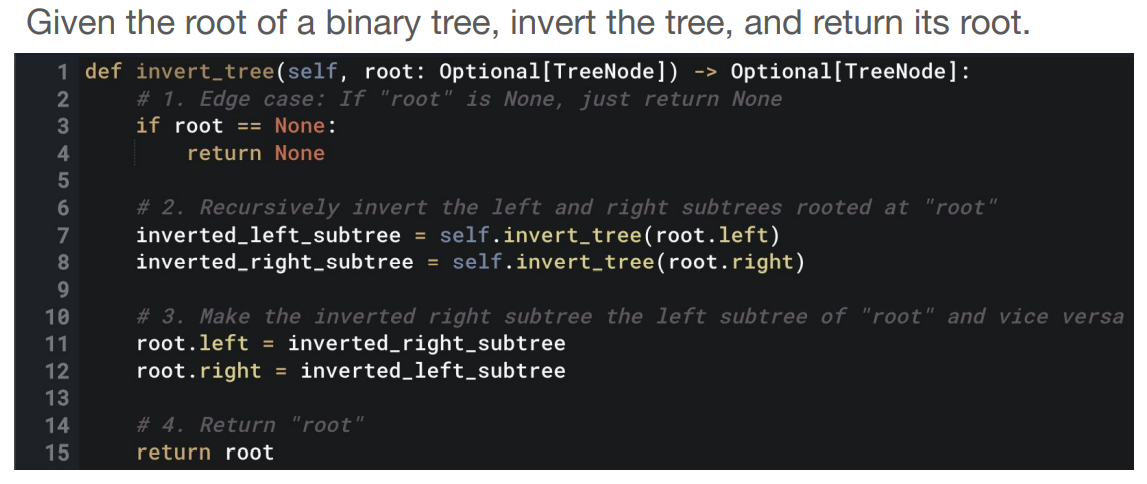 Given the root of a binary tree, invert the tree, and return its root.
1 def invert_tree(self, root: Optional[TreeNode]) -> Optional[TreeNode]:
2     # 1. Edge case: If "root" is None, just return None
3     if root == None:
4         return None
5
6     # 2. Recursively invert the left and right subtrees rooted at "root"
7     inverted_left_subtree = self.invert_tree(root.left)
8     inverted_right_subtree = self.invert_tree(root.right)
9
10     # 3. Make the inverted right subtree the left subtree of "root" and vice versa
11     root.left = inverted_right_subtree
12     root.right = inverted_left_subtree
13
14     # 4. Return "root"
15     return root